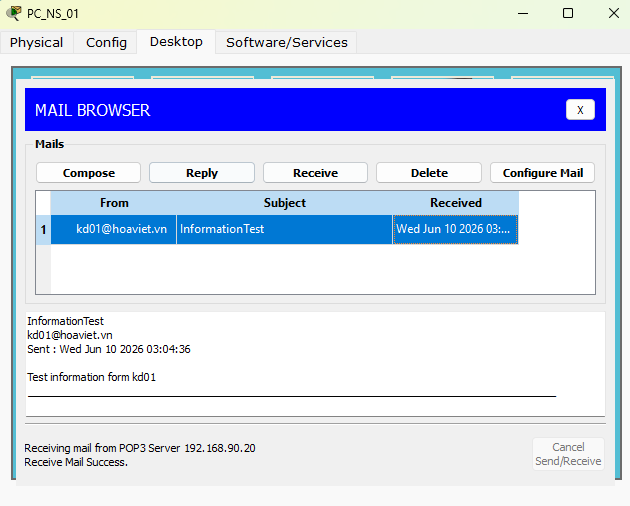 PC_NS_01
Physical Config Desktop Software/Services
MAIL BROWSER X
Mails
Compose Reply Receive Delete Configure Mail
From Subject Received
1 kd01@hoaviet.vn InformationTest Wed Jun 10 2026 03:...
InformationTest
kd01@hoaviet.vn
Sent : Wed Jun 10 2026 03:04:36
Test information form kd01
Receiving mail from POP3 Server 192.168.90.20
Receive Mail Success.
Cancel
Send/Receive